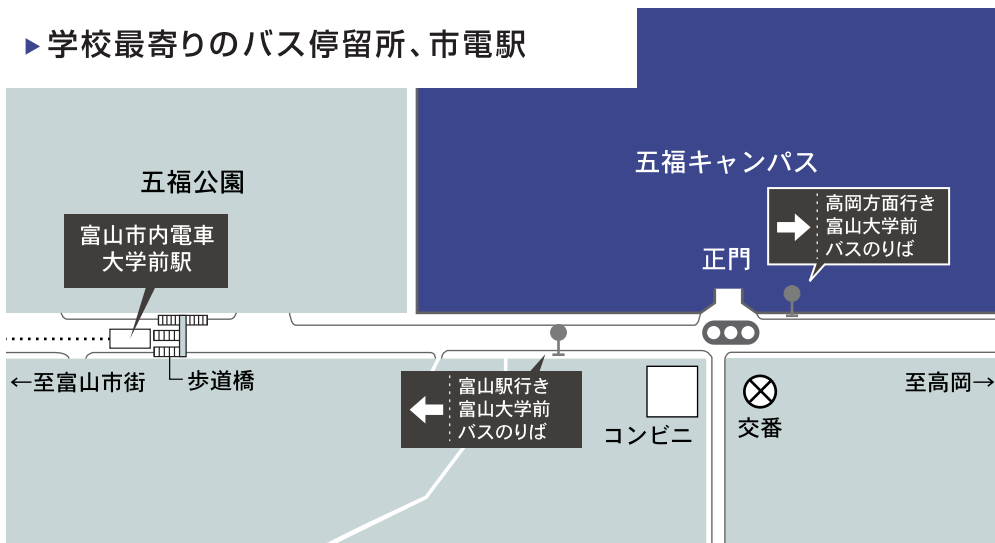 ▶学校最寄りのバス停留所、市電駅
五福公園
五福キャンパス
富山市内電車
大学前駅
高岡方面行き
富山大学前
バスのりば
正門
←至富山市街
歩道橋
富山駅行き
富山大学前
バスのりば
コンビニ
交番
至高岡→